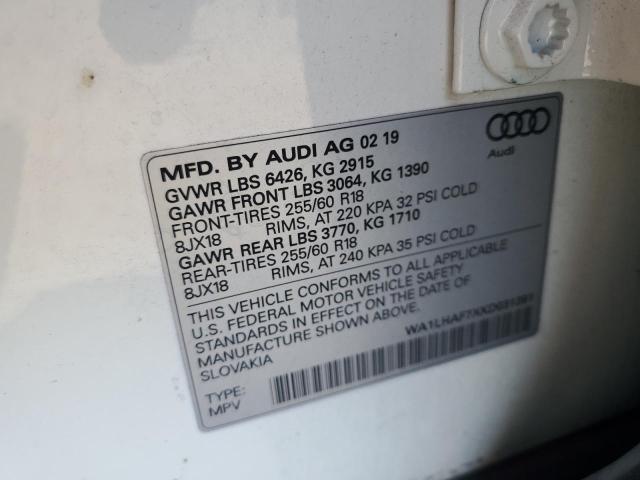 MFD. BY AUDI AG 02 19
GVWR LBS 6426, KG 2915
GAWR FRONT LBS 3064, KG 1390
FRONT-TIRES 255/60 R18
8JX18 RIMS, AT 220 KPA 32 PSI COLD
GAWR REAR LBS 3770, KG 1710
REAR-TIRES 255/60 R18
8JX18 RIMS, AT 240 KPA 35 PSI COLD
THIS VEHICLE CONFORMS TO ALL APPLICABLE
U.S. FEDERAL MOTOR VEHICLE SAFETY
STANDARDS IN EFFECT ON THE DATE OF
MANUFACTURE SHOWN ABOVE.
SLOVAKIA
TYPE:
MPV
Audi